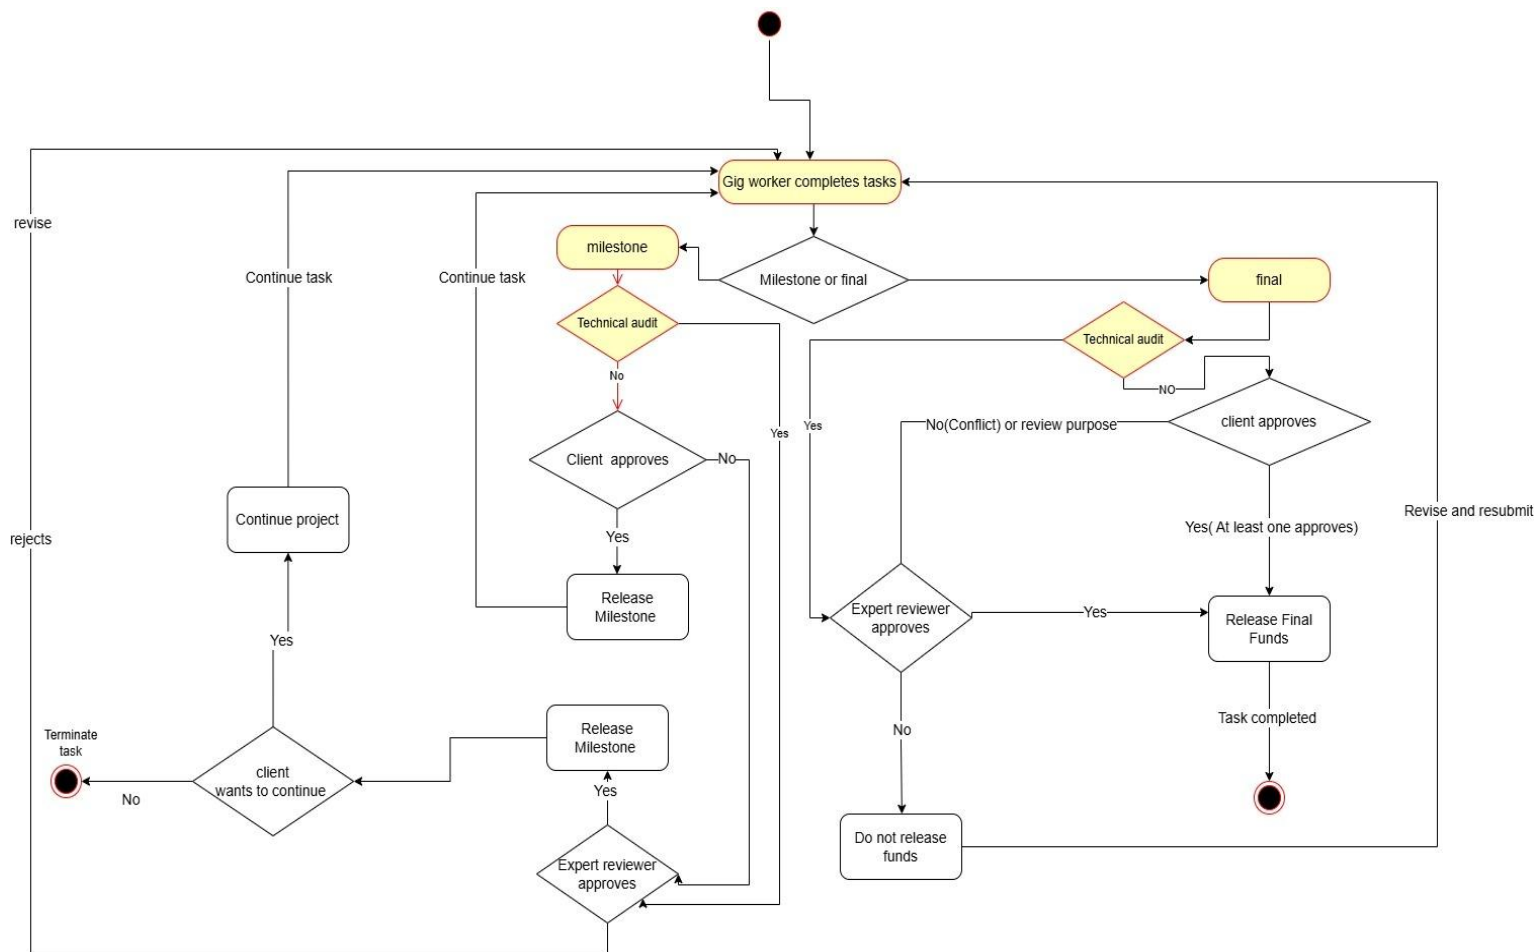 Gig worker completes tasks
revise
milestone
Continue task
Continue task
Milestone or final
final
Technical audit
Technical audit
No
NO
Yes
Yes
No(Conflict) or review purpose
client approves
Client  approves
No
Continue project
Revise and resubmit
Yes( At least one approves)
rejects
Yes
Release
Milestone
Expert reviewer
approves
Yes
Release Final
Funds
Yes
Task completed
No
Release
Milestone
Terminate
task
client
wants to continue
No
Yes
Do not release
funds
Expert reviewer
approves